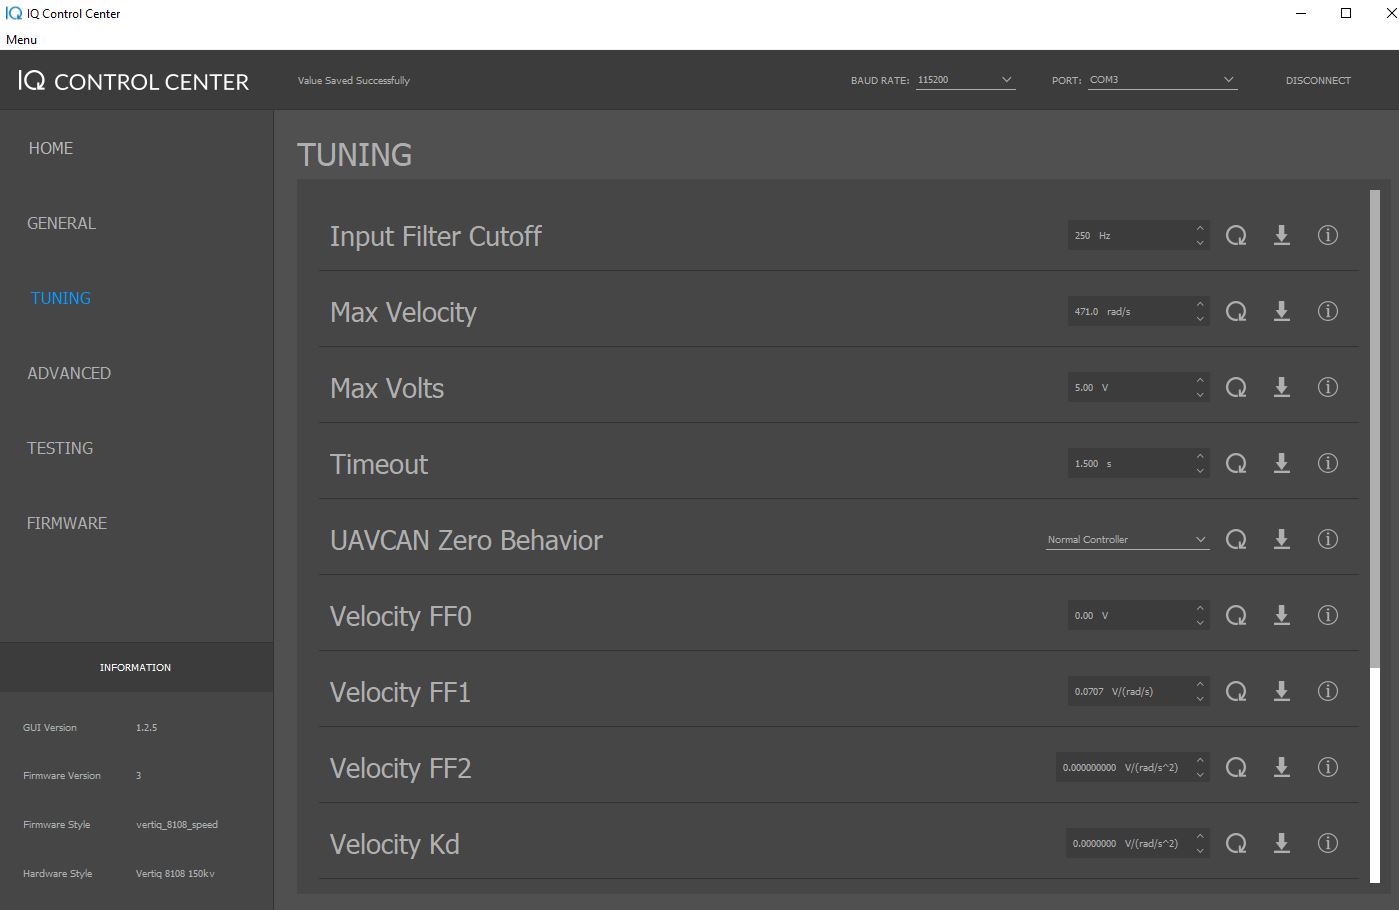 IQ Control Center
Menu
IQ CONTROL CENTER
Value Saved Successfully
BAUD RATE: 115200
PORT: COM3
DISCONNECT
HOME
GENERAL
TUNING
ADVANCED
TESTING
FIRMWARE
INFORMATION
GUI Version 1.2.5
Firmware Version 3
Firmware Style vertiq_8108_speed
Hardware Style Vertiq 8108 150kv
TUNING
Input Filter Cutoff 250 Hz
Max Velocity 471.0 rad/s
Max Volts 5.00 V
Timeout 1.500 s
UAVCAN Zero Behavior Normal Controller
Velocity FF0 0.00 V
Velocity FF1 0.0707 V/(rad/s)
Velocity FF2 0.000000000 V/(rad/s^2)
Velocity Kd 0.0000000 V/(rad/s^2)